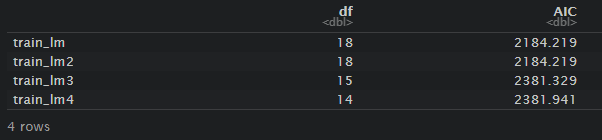 df AIC
<dbl> <dbl>
train_lm 18 2184.219
train_lm2 18 2184.219
train_lm3 15 2381.329
train_lm4 14 2381.941
4 rows